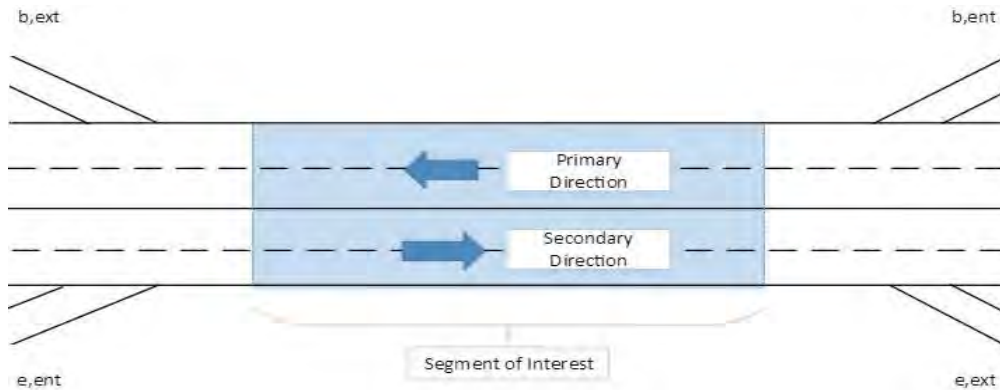 b,ext
b,ent
Primary
Direction
Secondary
Direction
Segment of Interest
e,ent
e,ext